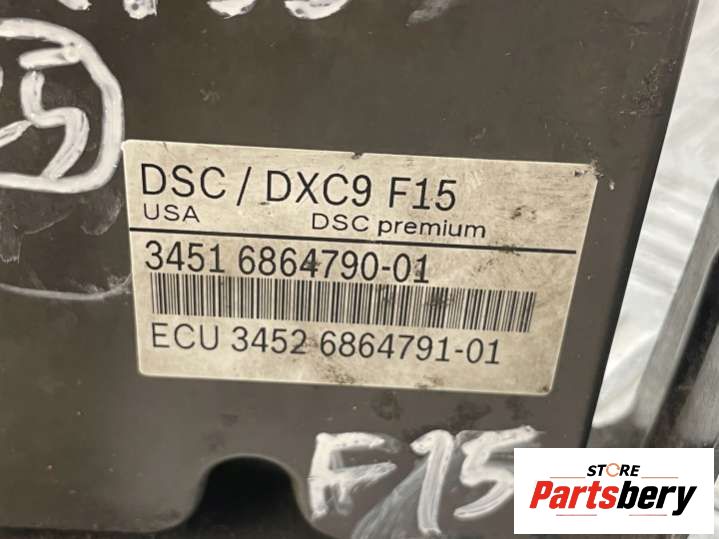 DSC / DXC9 F15
USA DSC premium
3451 6864790-01
ECU 3452 6864791-01
F15
STORE
Partsbery